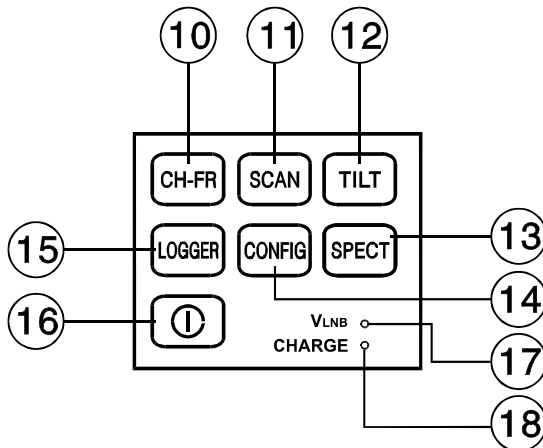 10 11 12
CH-FR SCAN TILT
15 LOGGER CONFIG SPECT 13
14
16
VLNB
17
CHARGE
18